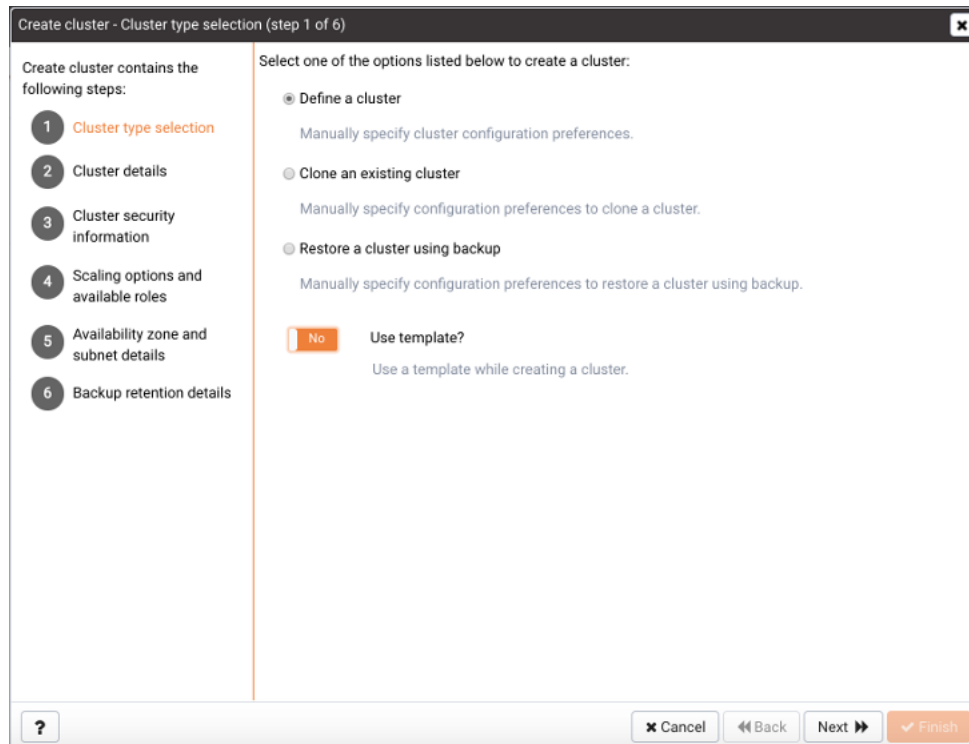 Create cluster - Cluster type selection (step 1 of 6)
Create cluster contains the
following steps:
1 Cluster type selection
2 Cluster details
3 Cluster security
information
4 Scaling options and
available roles
5 Availability zone and
subnet details
6 Backup retention details
Select one of the options listed below to create a cluster:
Define a cluster
Manually specify cluster configuration preferences.
Clone an existing cluster
Manually specify configuration preferences to clone a cluster.
Restore a cluster using backup
Manually specify configuration preferences to restore a cluster using backup.
No Use template?
Use a template while creating a cluster.
? Cancel Back Next Finish